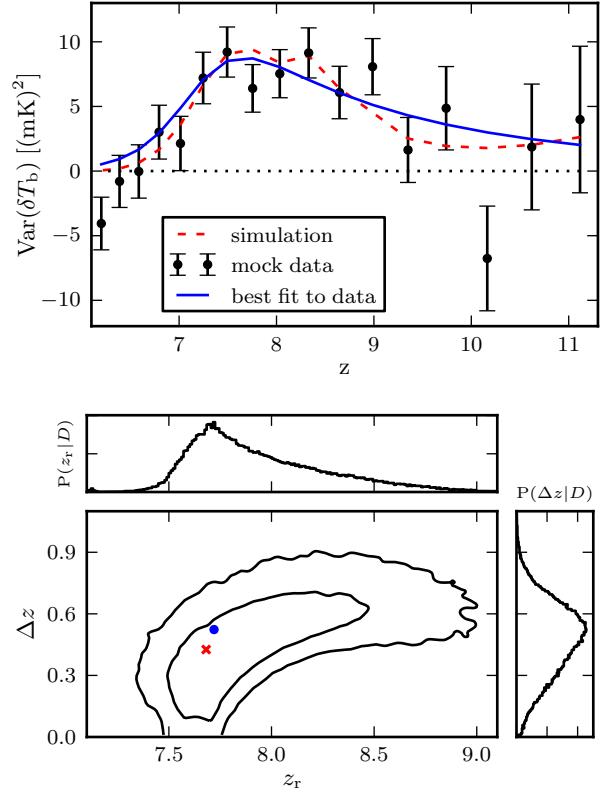 Var(δT_b) [(mK)^2]
10
5
0
−5
−10
simulation
mock data
best fit to data
7 8 9 10 11
z
P(z_r|D)
P(Δz|D)
Δz
0.9
0.6
0.3
0.0
7.5 8.0 8.5 9.0
z_r